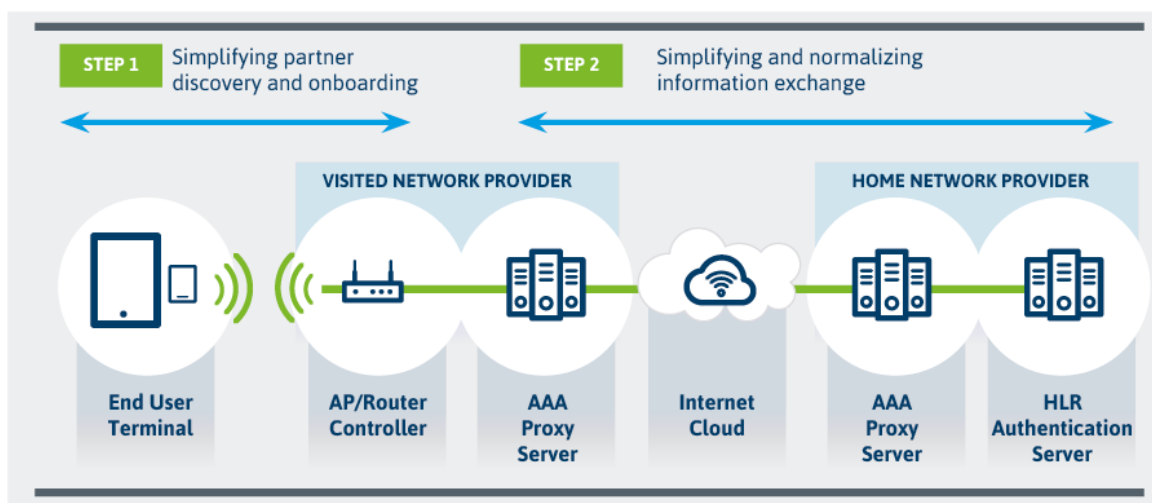 STEP 1
Simplifying partner
discovery and onboarding
STEP 2
Simplifying and normalizing
information exchange
VISITED NETWORK PROVIDER
HOME NETWORK PROVIDER
End User
Terminal
AP/Router
Controller
AAA
Proxy
Server
Internet
Cloud
AAA
Proxy
Server
HLR
Authentication
Server